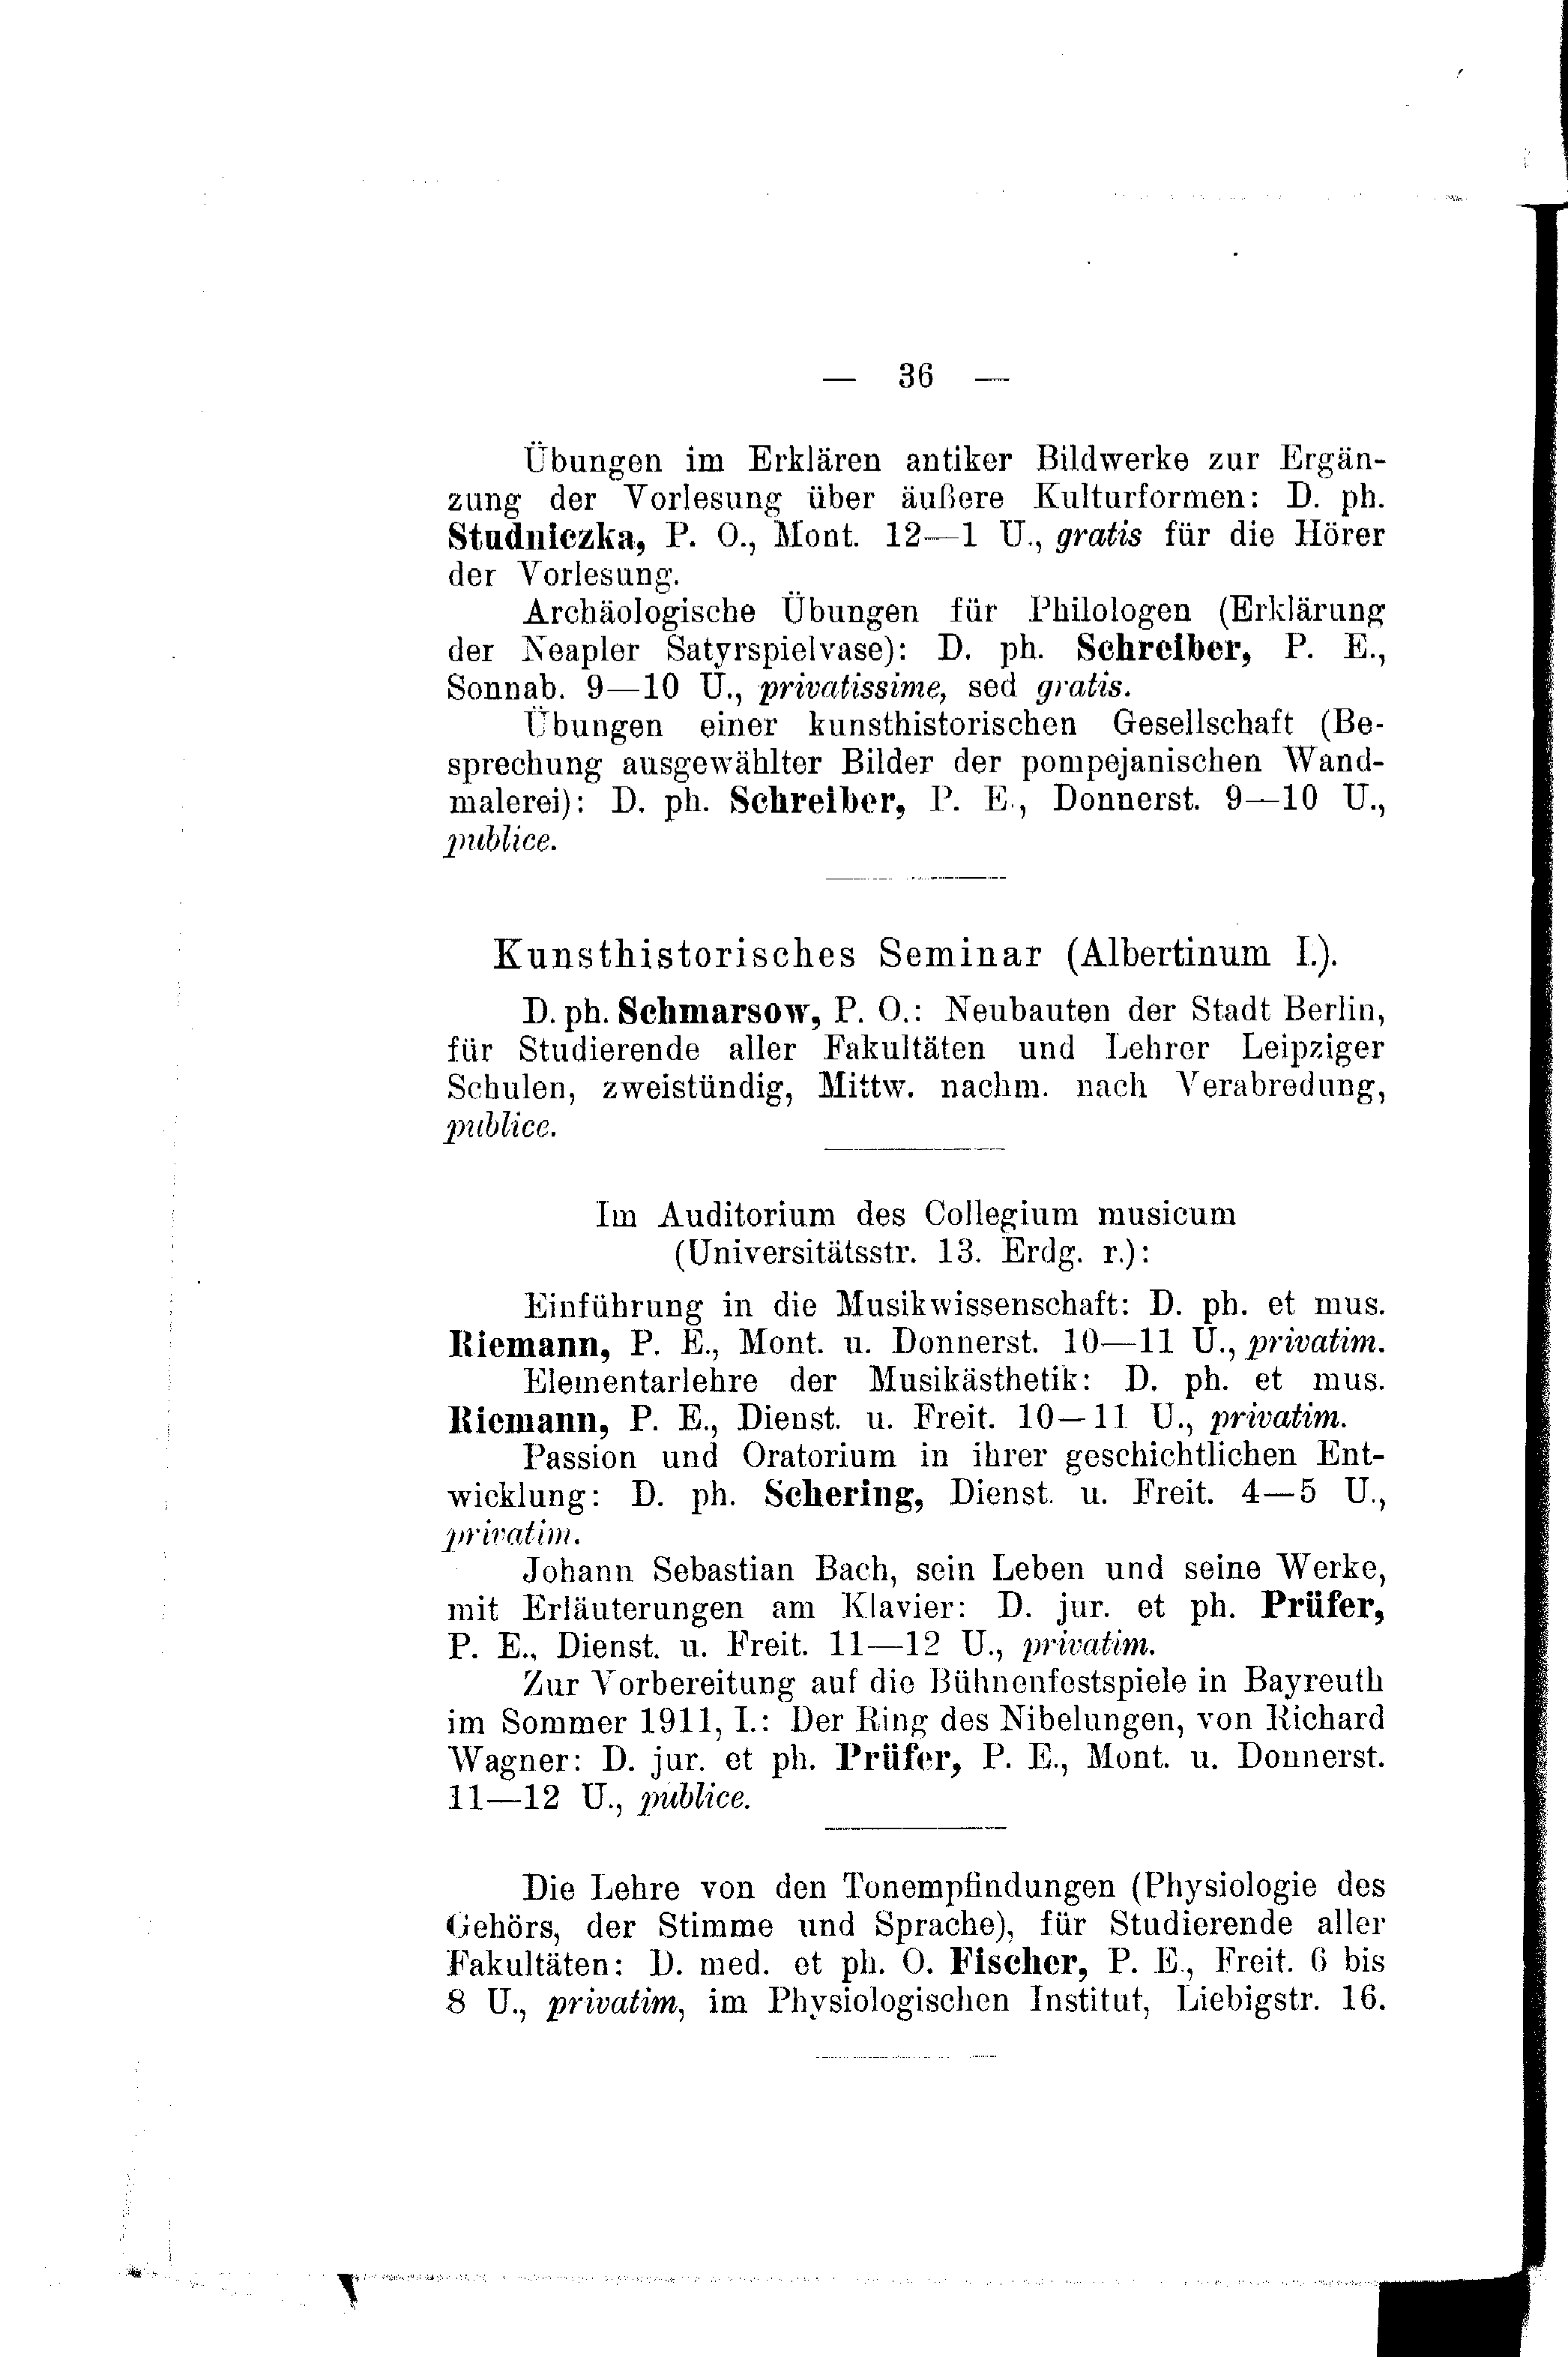 — 36 —
Übungen im Erklären antiker Bildwerke zur Ergän-
zung der Vorlesung über äußere Kulturformen: D. ph.
Studniczka, P. O., Mont. 12—1 U., gratis für die Hörer
der Vorlesung.
Archäologische Übungen für Philologen (Erklärung
der Neapler Satyrspielvase): D. ph. Schreiber, P. E.,
Sonnab. 9—10 U., privatissime, sed gratis.
Übungen einer kunsthistorischen Gesellschaft (Be-
sprechung ausgewählter Bilder der pompejanischen Wand-
malerei): D. ph. Schreiber, P. E., Donnerst. 9—10 U.,
publice.
Kunsthistorisches Seminar (Albertinum I.).
D. ph. Schmarsow, P. O.: Neubauten der Stadt Berlin,
für Studierende aller Fakultäten und Lehrer Leipziger
Schulen, zweistündig, Mittw. nachm. nach Verabredung,
publice.
Im Auditorium des Collegium musicum
(Universitätsstr. 13. Erdg. r.):
Einführung in die Musikwissenschaft: D. ph. et mus.
Riemann, P. E., Mont. u. Donnerst. 10—11 U., privatim.
Elementarlehre der Musikästhetik: D. ph. et mus.
Riemann, P. E., Dienst. u. Freit. 10—11 U., privatim.
Passion und Oratorium in ihrer geschichtlichen Ent-
wicklung: D. ph. Schering, Dienst. u. Freit. 4—5 U.,
privatim.
Johann Sebastian Bach, sein Leben und seine Werke,
mit Erläuterungen am Klavier: D. jur. et ph. Prüfer,
P. E., Dienst. u. Freit. 11—12 U., privatim.
Zur Vorbereitung auf die Bühnenfestspiele in Bayreuth
im Sommer 1911, I.: Der Ring des Nibelungen, von Richard
Wagner: D. jur. et ph. Prüfer, P. E., Mont. u. Donnerst.
11—12 U., publice.
Die Lehre von den Tonempfindungen (Physiologie des
Gehörs, der Stimme und Sprache), für Studierende aller
Fakultäten: D. med. et ph. O. Fischer, P. E., Freit. 6 bis
8 U., privatim, im Physiologischen Institut, Liebigstr. 16.